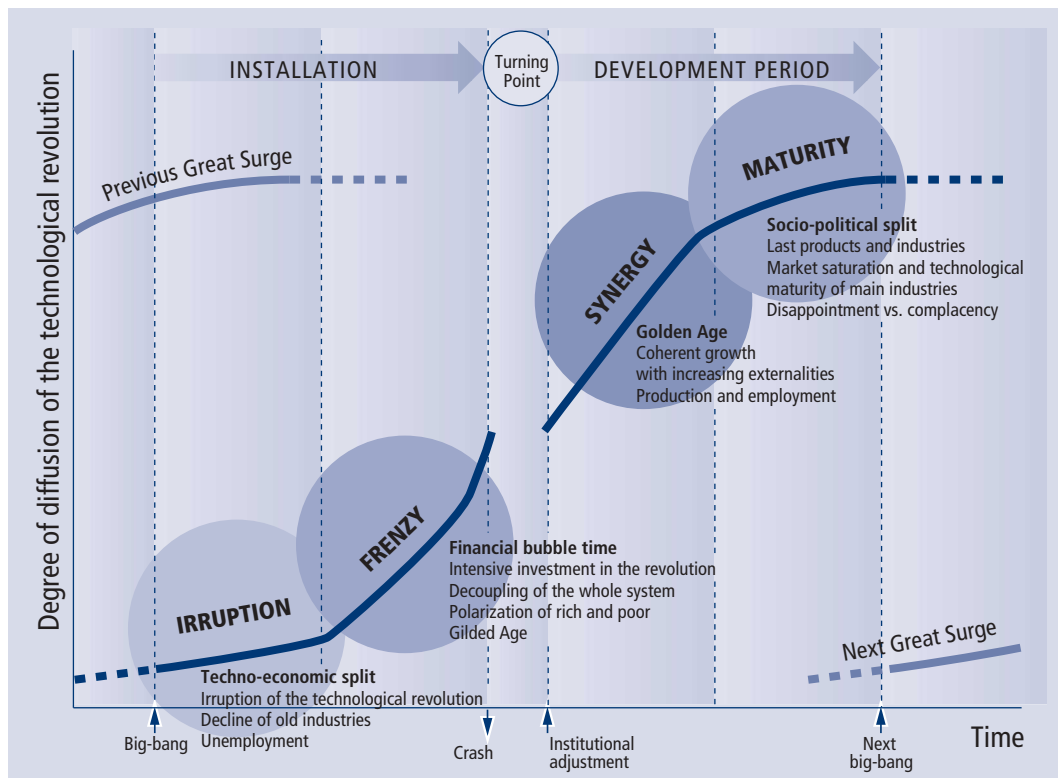 Degree of diffusion of the technological revolution
INSTALLATION
Turning
Point
DEVELOPMENT PERIOD
Previous Great Surge
MATURITY
Socio-political split
Last products and industries
Market saturation and technological
maturity of main industries
Disappointment vs. complacency
SYNERGY
Golden Age
Coherent growth
with increasing externalities
Production and employment
FRENZY
Financial bubble time
Intensive investment in the revolution
Decoupling of the whole system
Polarization of rich and poor
Gilded Age
IRRUPTION
Techno-economic split
Irruption of the technological revolution
Decline of old industries
Unemployment
Next Great Surge
Big-bang
Crash
Institutional
adjustment
Next
big-bang
Time